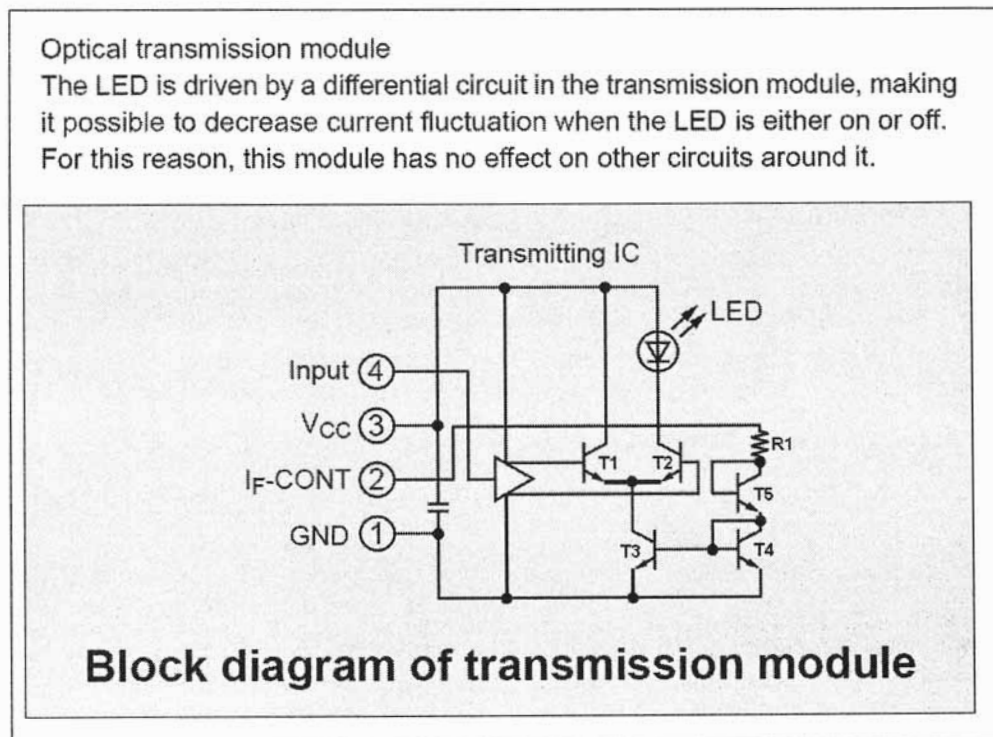 Optical transmission module
The LED is driven by a differential circuit in the transmission module, making
it possible to decrease current fluctuation when the LED is either on or off.
For this reason, this module has no effect on other circuits around it.
Transmitting IC
LED
Input ④
VCC ③
R1
T1
T2
IF-CONT ②
T5
GND ①
T3
T4
Block diagram of transmission module